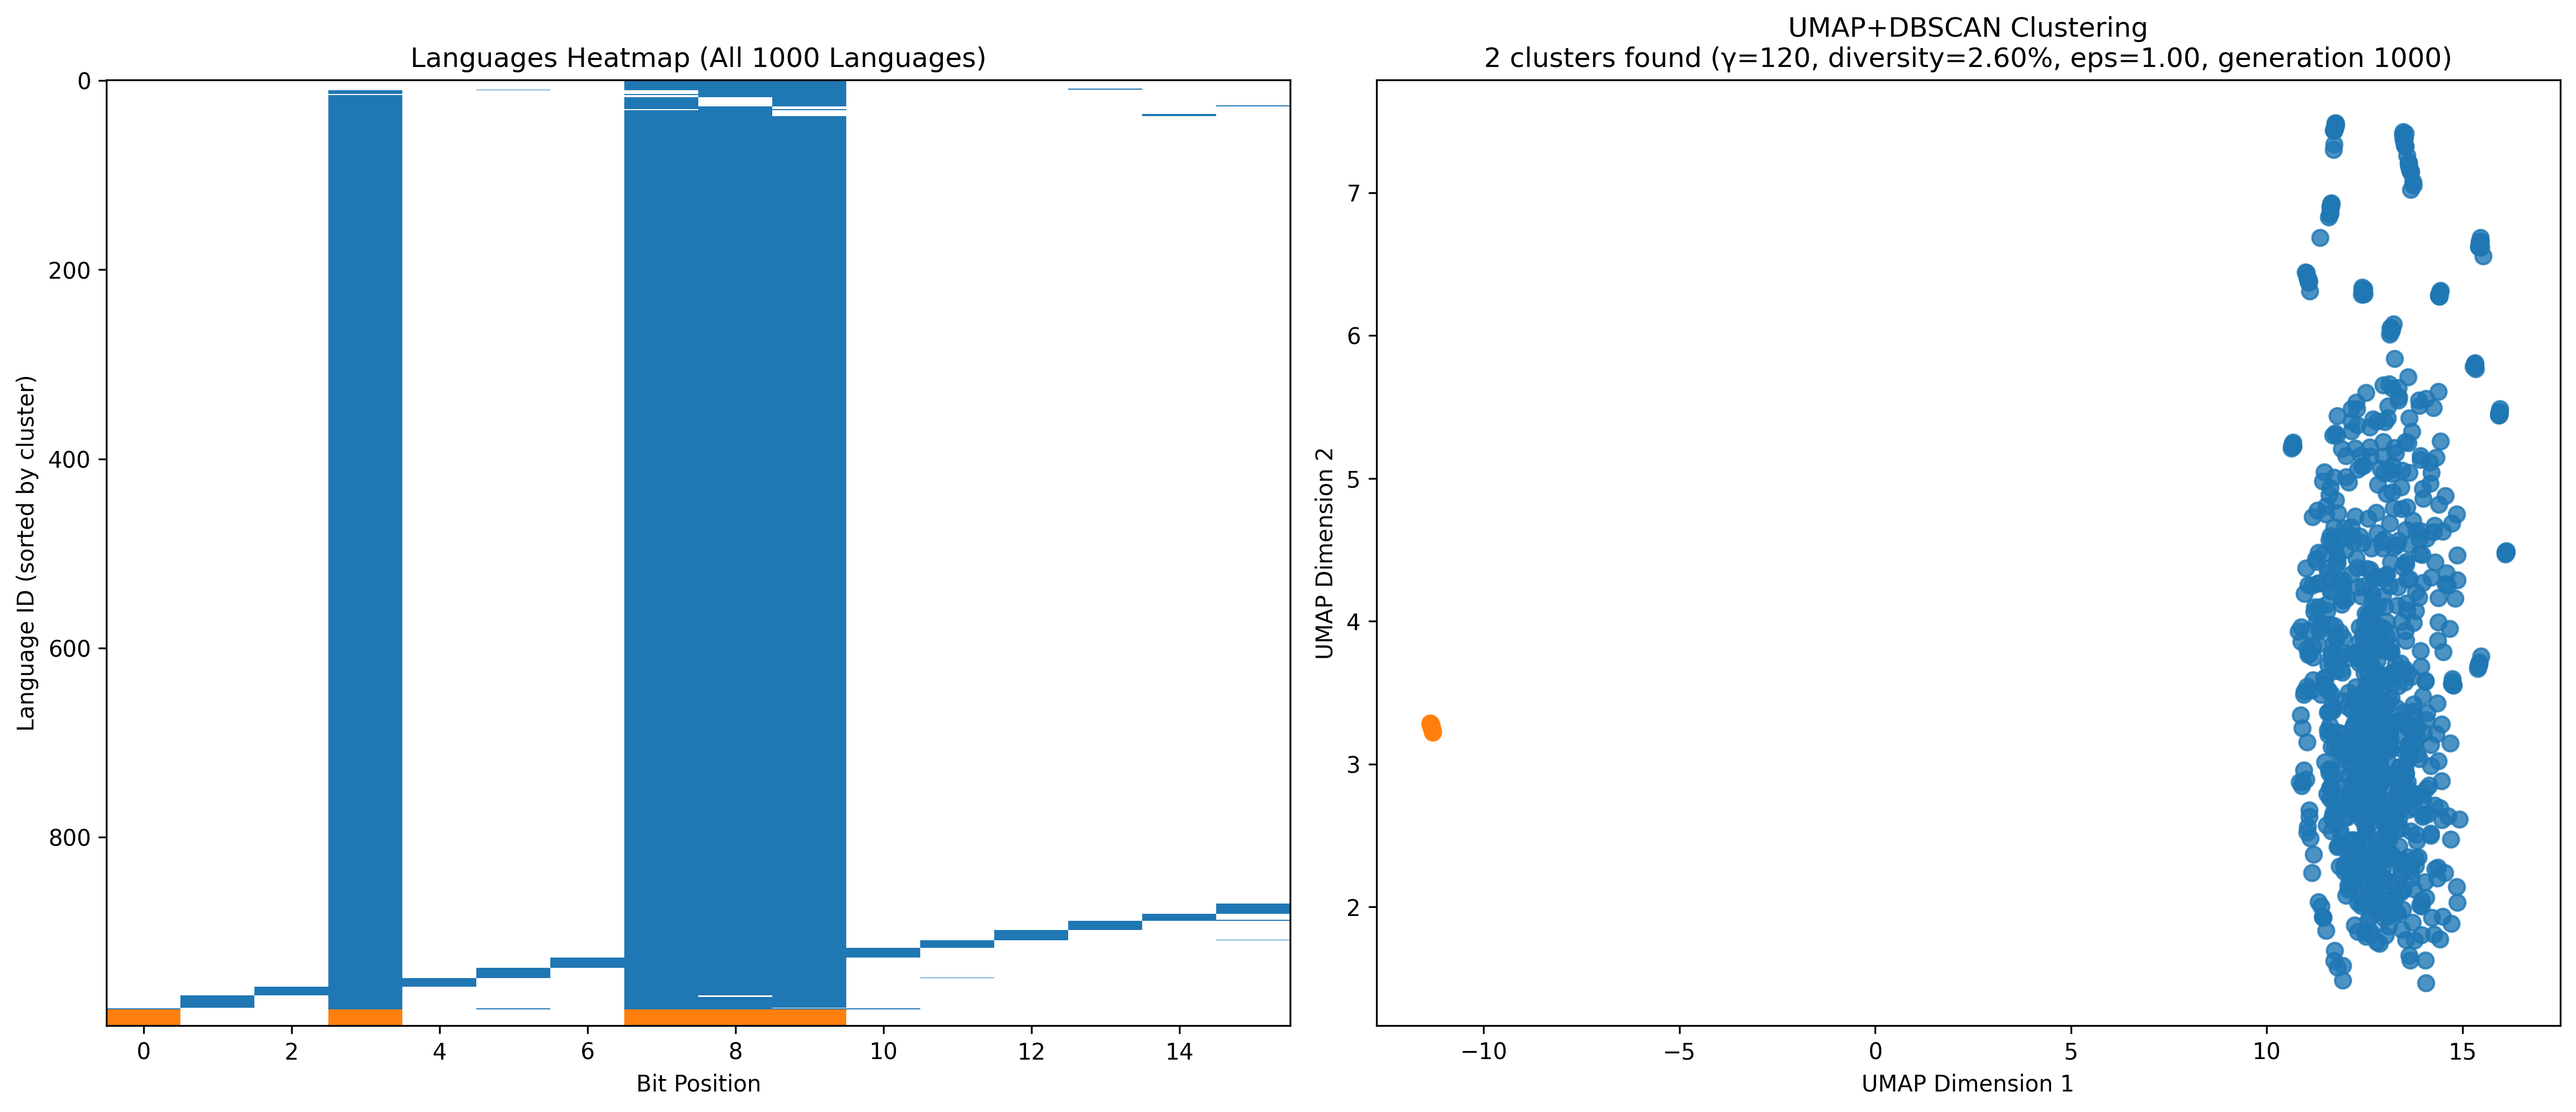 Languages Heatmap (All 1000 Languages)
0
200
400
600
800
Language ID (sorted by cluster)
0 2 4 6 8 10 12 14
Bit Position
UMAP+DBSCAN Clustering
2 clusters found (γ=120, diversity=2.60%, eps=1.00, generation 1000)
7
6
5
4
3
2
UMAP Dimension 2
−10 −5 0 5 10 15
UMAP Dimension 1